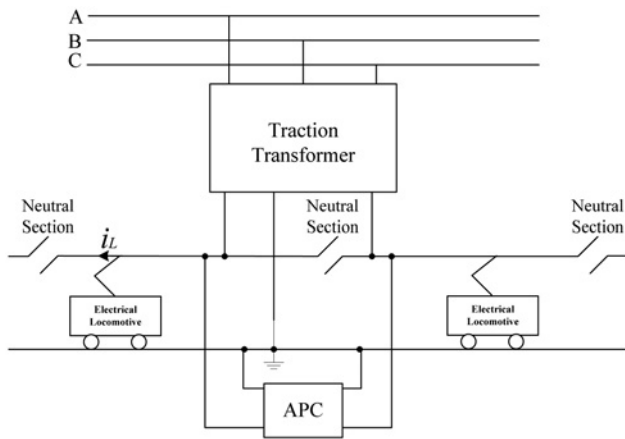 A
B
C
Traction
Transformer
Neutral
Section
Neutral
Section
Neutral
Section
iL
Electrical
Locomotive
Electrical
Locomotive
APC